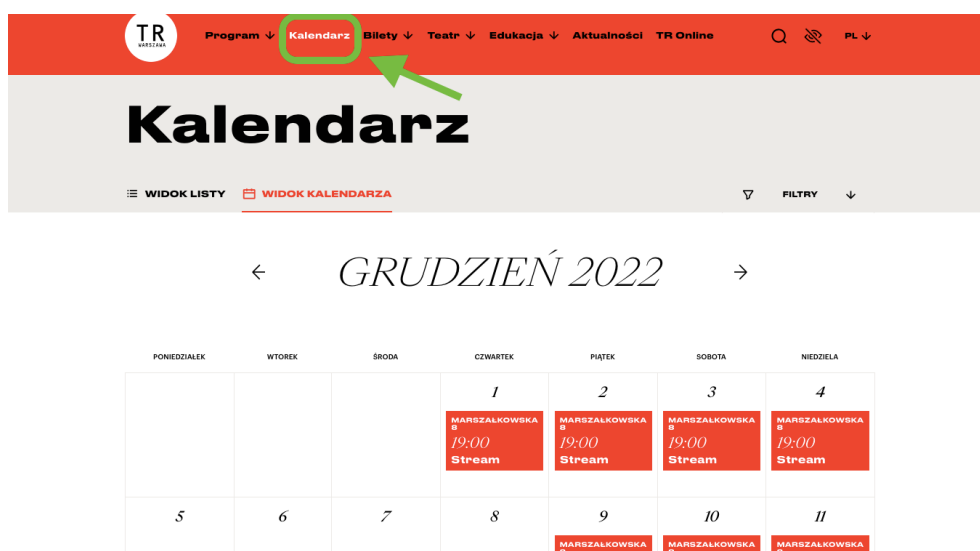 TR
WARSZAWA
Program Kalendarz Bilety Teatr Edukacja Aktualności TR Online PL
Kalendarz
WIDOK LISTY WIDOK KALENDARZA FILTRY
GRUDZIEŃ 2022
PONIEDZIAŁEK WTOREK ŚRODA CZWARTEK PIĄTEK SOBOTA NIEDZIELA
1 2 3 4
MARSZAŁKOWSKA MARSZAŁKOWSKA MARSZAŁKOWSKA MARSZAŁKOWSKA
8 8 8 8
19:00 19:00 19:00 19:00
Stream Stream Stream Stream
5 6 7 8 9 10 11
MARSZAŁKOWSKA MARSZAŁKOWSKA MARSZAŁKOWSKA